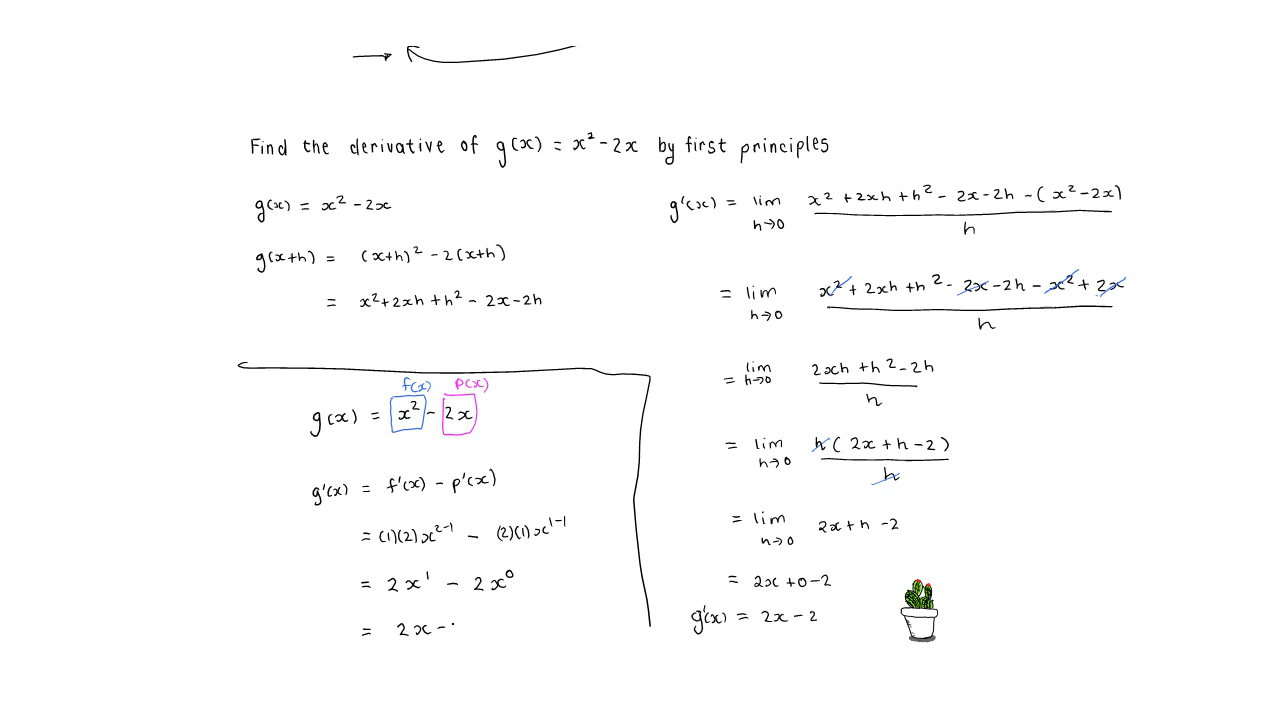 Find the derivative of g(x) = x² - 2x by first principles
g(x) = x² - 2x
g(x+h) = (x+h)² - 2(x+h)
= x² + 2xh + h² - 2x - 2h
f(x) p(x)
g(x) = x² - 2x
g'(x) = f'(x) - p'(x)
= (1)(2)x²⁻¹ - (2)(1)x¹⁻¹
= 2x¹ - 2x⁰
= 2x -
g'(x) = lim x² + 2xh + h² - 2x - 2h - (x² - 2x)
h→0 h
= lim x² + 2xh + h² - 2x - 2h - x² + 2x
h→0 h
= lim 2xh + h² - 2h
h→0 h
= lim h(2x + h - 2)
h→0 h
= lim 2x + h - 2
h→0
= 2x + 0 - 2
g'(x) = 2x - 2